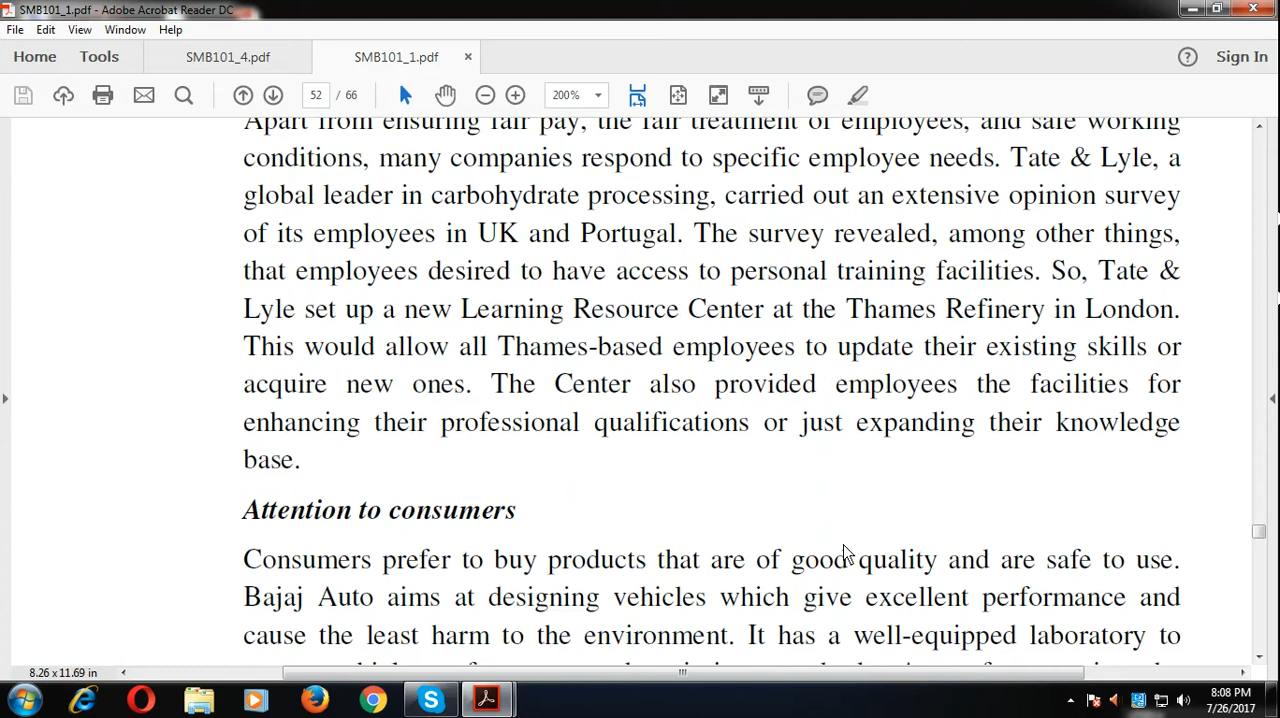 SMB101_1.pdf - Adobe Acrobat Reader DC
File Edit View Window Help
Home Tools SMB101_4.pdf SMB101_1.pdf × ? Sign In
52 / 66 200%
Apart from ensuring fair pay, the fair treatment of employees, and safe working
conditions, many companies respond to specific employee needs. Tate & Lyle, a
global leader in carbohydrate processing, carried out an extensive opinion survey
of its employees in UK and Portugal. The survey revealed, among other things,
that employees desired to have access to personal training facilities. So, Tate &
Lyle set up a new Learning Resource Center at the Thames Refinery in London.
This would allow all Thames-based employees to update their existing skills or
acquire new ones. The Center also provided employees the facilities for
enhancing their professional qualifications or just expanding their knowledge
base.
Attention to consumers
Consumers prefer to buy products that are of good quality and are safe to use.
Bajaj Auto aims at designing vehicles which give excellent performance and
cause the least harm to the environment. It has a well-equipped laboratory to
8.26 x 11.69 in
8:08 PM
7/26/2017